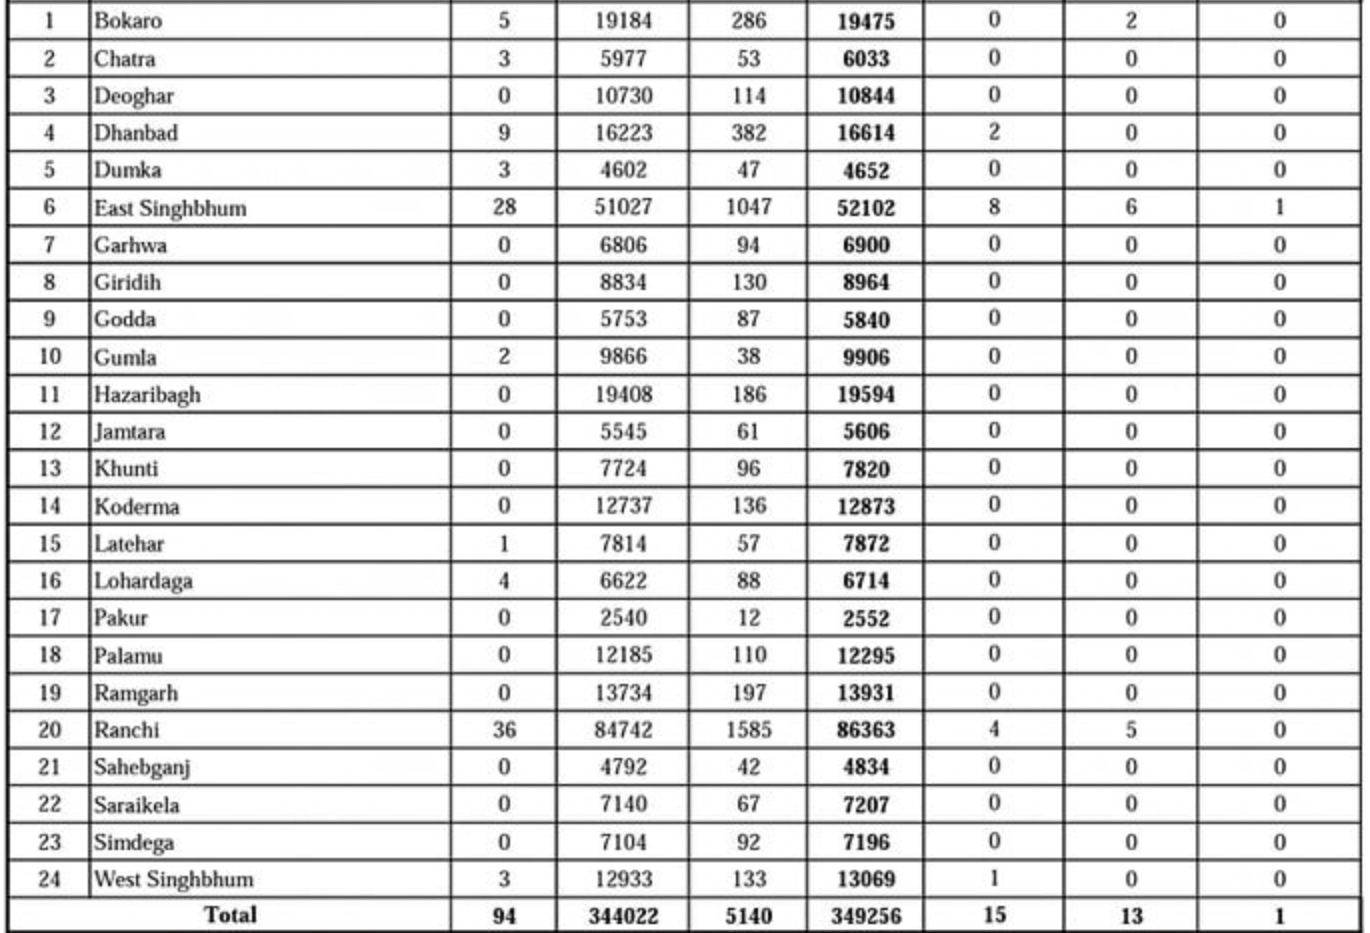 1 Bokaro 5 19184 286 19475 0 2 0
2 Chatra 3 5977 53 6033 0 0 0
3 Deoghar 0 10730 114 10844 0 0 0
4 Dhanbad 9 16223 382 16614 2 0 0
5 Dumka 3 4602 47 4652 0 0 0
6 East Singhbhum 28 51027 1047 52102 8 6 1
7 Garhwa 0 6806 94 6900 0 0 0
8 Giridih 0 8834 130 8964 0 0 0
9 Godda 0 5753 87 5840 0 0 0
10 Gumla 2 9866 38 9906 0 0 0
11 Hazaribagh 0 19408 186 19594 0 0 0
12 Jamtara 0 5545 61 5606 0 0 0
13 Khunti 0 7724 96 7820 0 0 0
14 Koderma 0 12737 136 12873 0 0 0
15 Latehar 1 7814 57 7872 0 0 0
16 Lohardaga 4 6622 88 6714 0 0 0
17 Pakur 0 2540 12 2552 0 0 0
18 Palamu 0 12185 110 12295 0 0 0
19 Ramgarh 0 13734 197 13931 0 0 0
20 Ranchi 36 84742 1585 86363 4 5 0
21 Sahebganj 0 4792 42 4834 0 0 0
22 Saraikela 0 7140 67 7207 0 0 0
23 Simdega 0 7104 92 7196 0 0 0
24 West Singhbhum 3 12933 133 13069 1 0 0
Total 94 344022 5140 349256 15 13 1